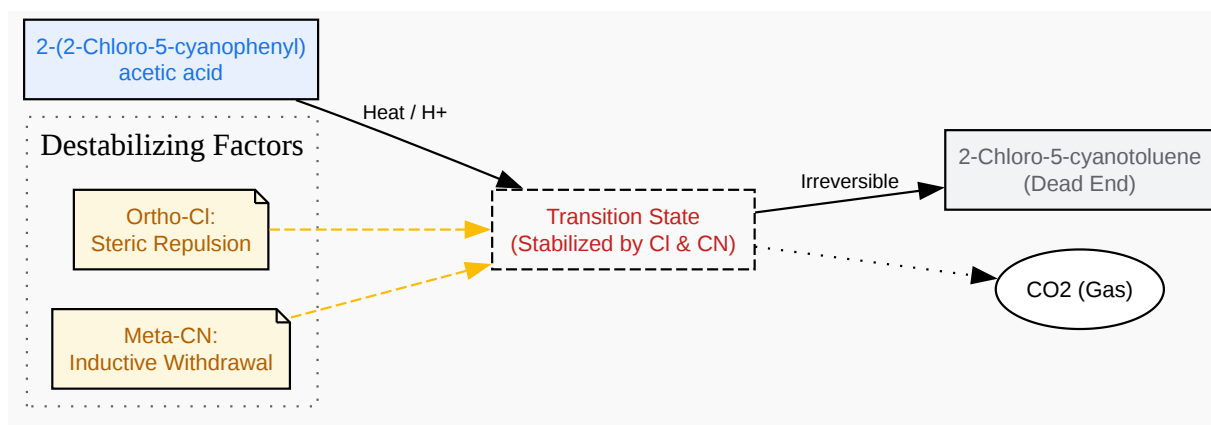 2-(2-Chloro-5-cyanophenyl)
acetic acid
Heat / H+
Destabilizing Factors
Ortho-Cl:
Steric Repulsion
Meta-CN:
Inductive Withdrawal
Transition State
(Stabilized by Cl & CN)
Irreversible
2-Chloro-5-cyanotoluene
(Dead End)
CO2 (Gas)